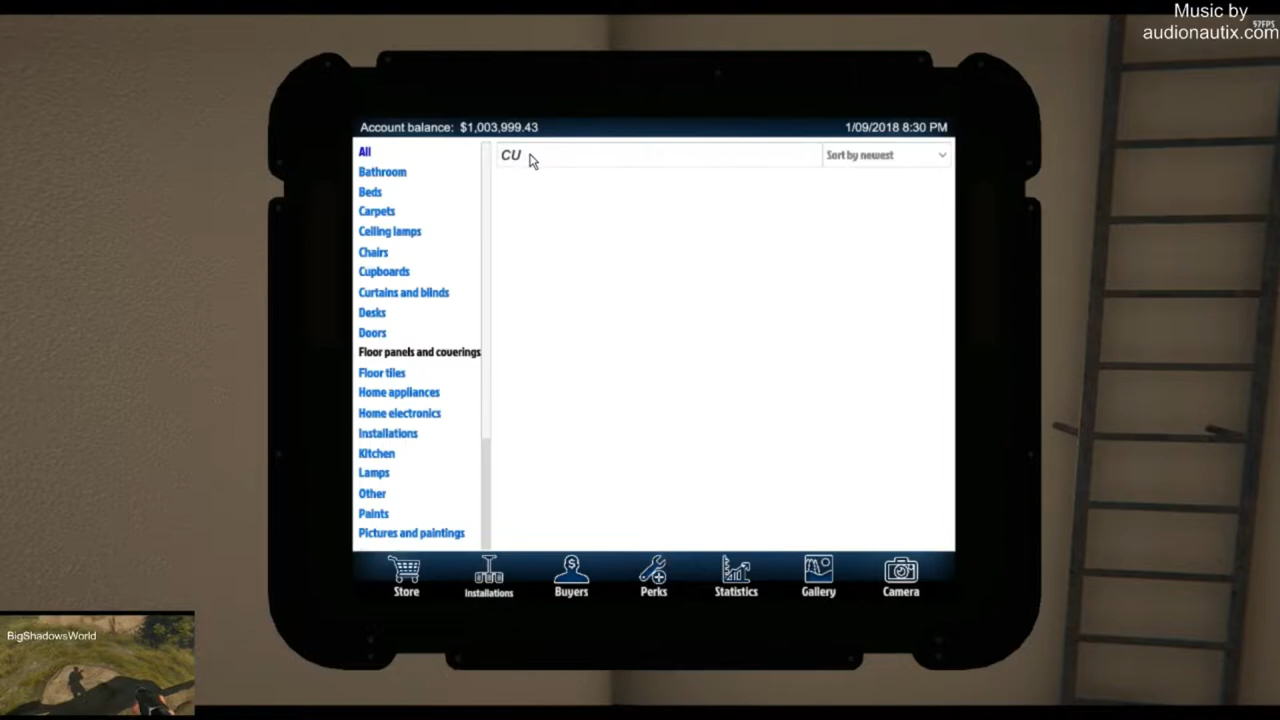 Music by
57FPS
audionautix.com
Account balance: $1,003,999.43
1/09/2018 8:30 PM
All
CU
Sort by newest
Bathroom
Beds
Carpets
Ceiling lamps
Chairs
Cupboards
Curtains and blinds
Desks
Doors
Floor panels and coverings
Floor tiles
Home appliances
Home electronics
Installations
Kitchen
Lamps
Other
Paints
Pictures and paintings
Store
Installations
Buyers
Perks
Statistics
Gallery
Camera
BigShadowsWorld